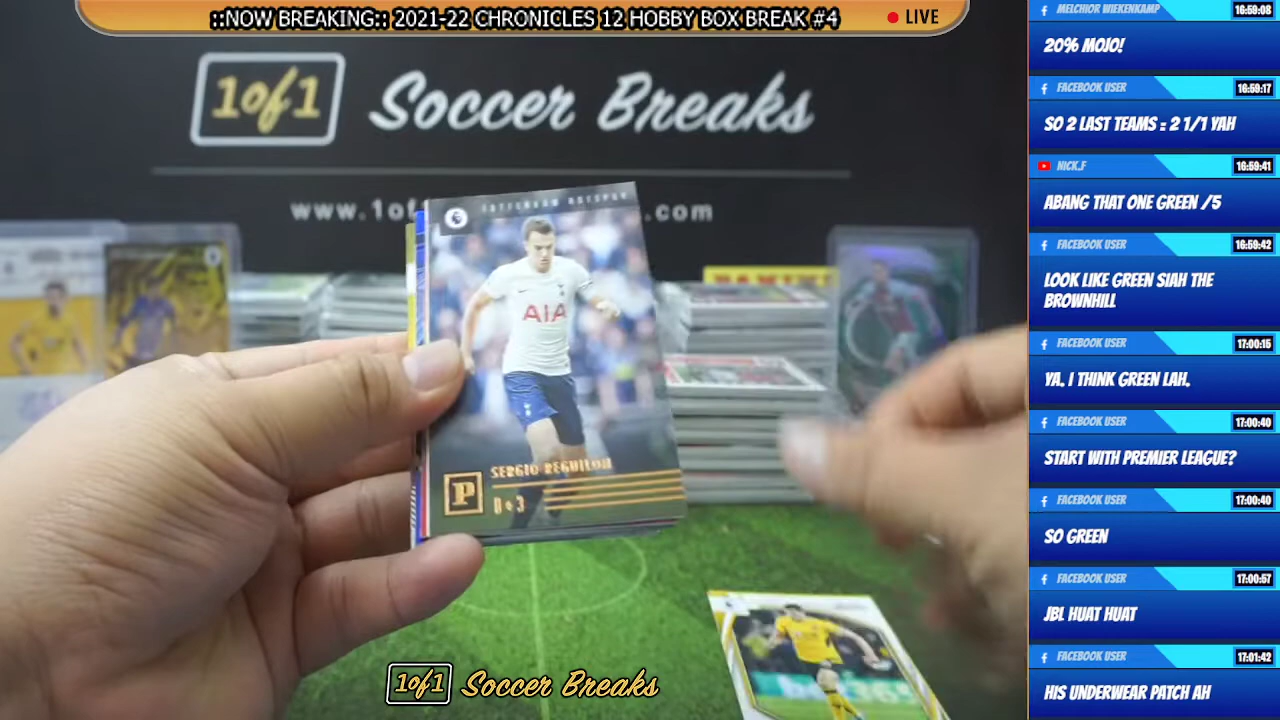 ::NOW BREAKING:: 2021-22 CHRONICLES 12 HOBBY BOX BREAK #4
LIVE
1of1 Soccer Breaks
www.1of .com
TOTTENHAM HOTSPUR
AIA
SERGIO REGUILON
P
PANINI
1of1 Soccer Breaks
MELCHIOR WIEKENKAMP 16:59:08
20% MOJO!
FACEBOOK USER 16:59:17
SO 2 LAST TEAMS = 2 1/1 YAH
NICK.F 16:59:41
ABANG THAT ONE GREEN /5
FACEBOOK USER 16:59:42
LOOK LIKE GREEN SIAH THE
BROWNHILL
FACEBOOK USER 17:00:15
YA. I THINK GREEN LAH.
FACEBOOK USER 17:00:40
START WITH PREMIER LEAGUE?
FACEBOOK USER 17:00:40
SO GREEN
FACEBOOK USER 17:00:57
JBL HUAT HUAT
FACEBOOK USER 17:01:42
HIS UNDERWEAR PATCH AH